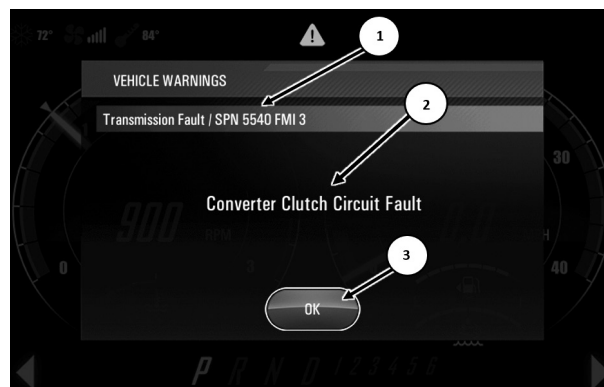 72° 84°
1
VEHICLE WARNINGS
2
Transmission Fault / SPN 5540 FMI 3
30
Converter Clutch Circuit Fault
900 RPM
3
3
0 40
OK
P R N D 1 2 3 4 5 6